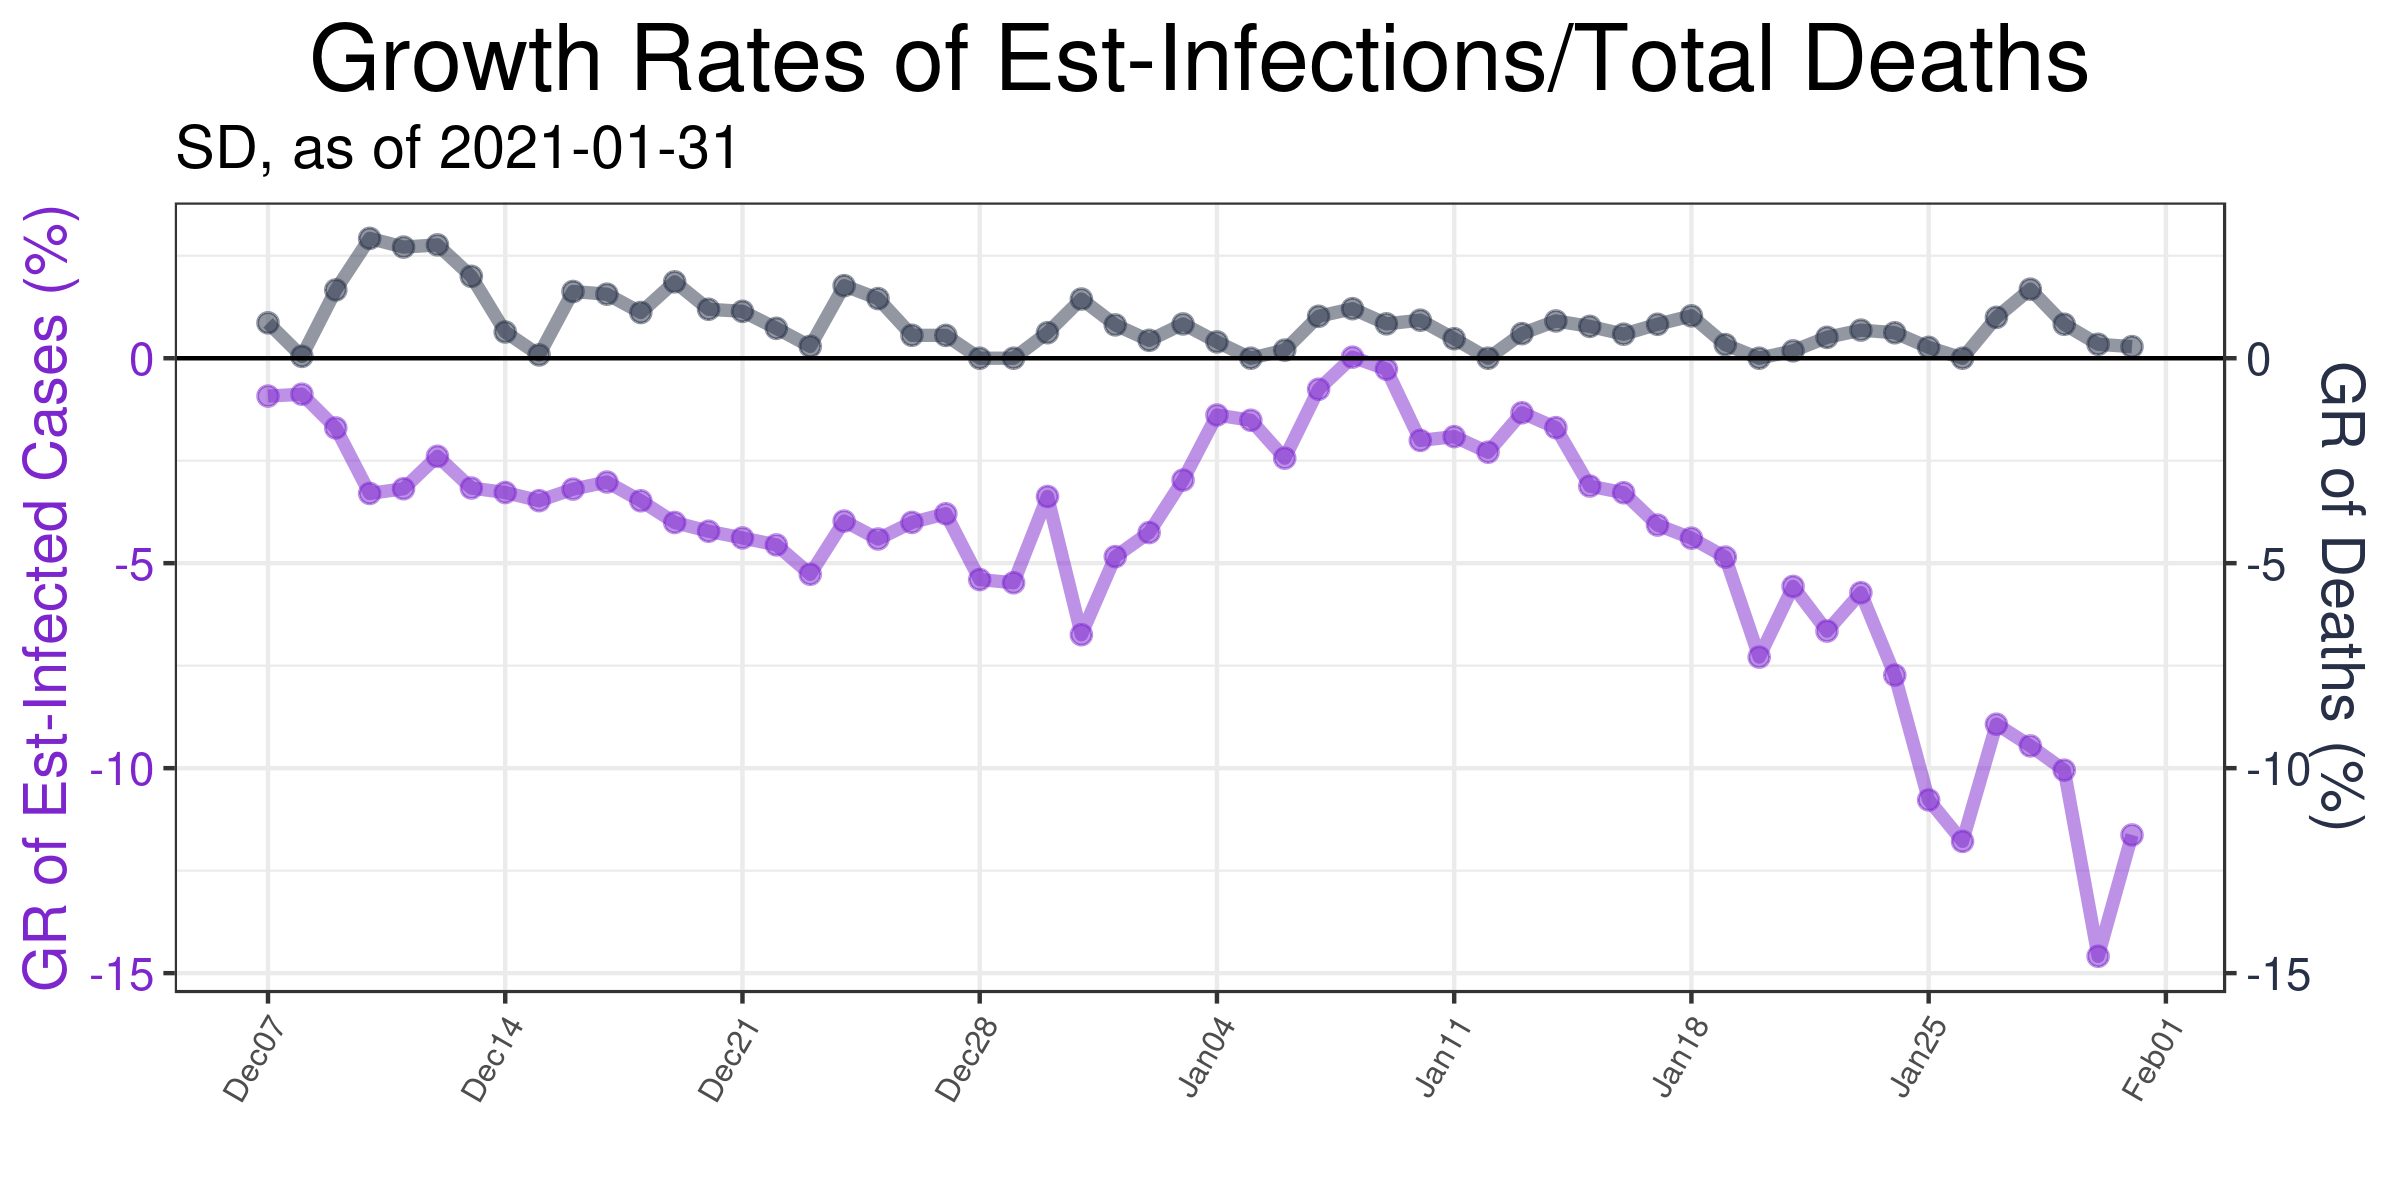 Growth Rates of Est-Infections/Total Deaths
SD, as of 2021-01-31
GR of Est-Infected Cases (%)
0
-5
-10
-15
0
-5
-10
-15
GR of Deaths (%)
Dec07
Dec14
Dec21
Dec28
Jan04
Jan11
Jan18
Jan25
Feb01